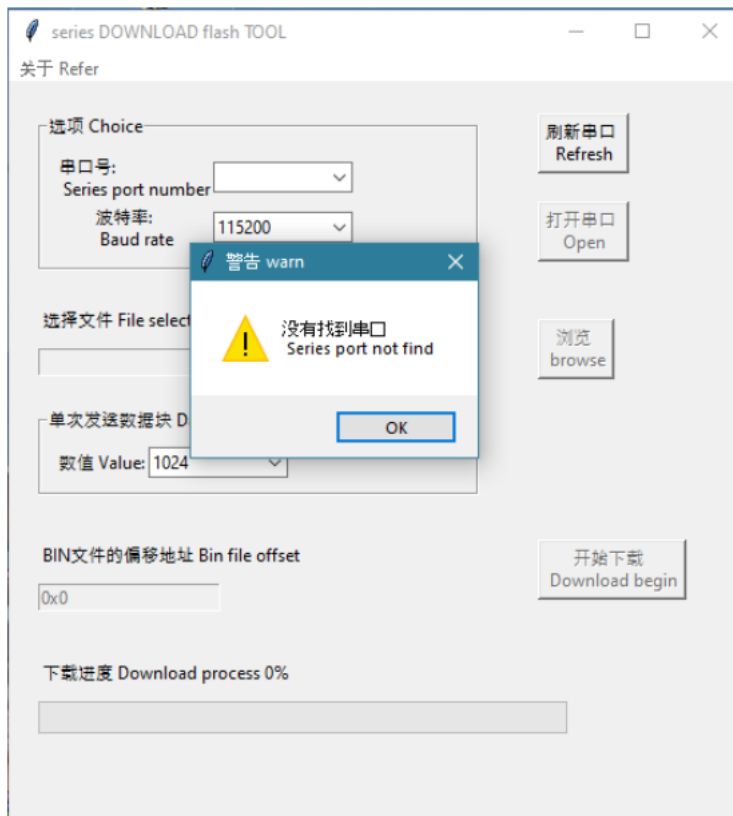 series DOWNLOAD flash TOOL
关于 Refer
选项 Choice
刷新串口
Refresh
串口号:
Series port number
波特率:
Baud rate
115200
打开串口
Open
警告 warn
没有找到串口
Series port not find
OK
选择文件 File select
浏览
browse
单次发送数据块 D
数值 Value: 1024
BIN文件的偏移地址 Bin file offset
0x0
开始下载
Download begin
下载进度 Download process 0%